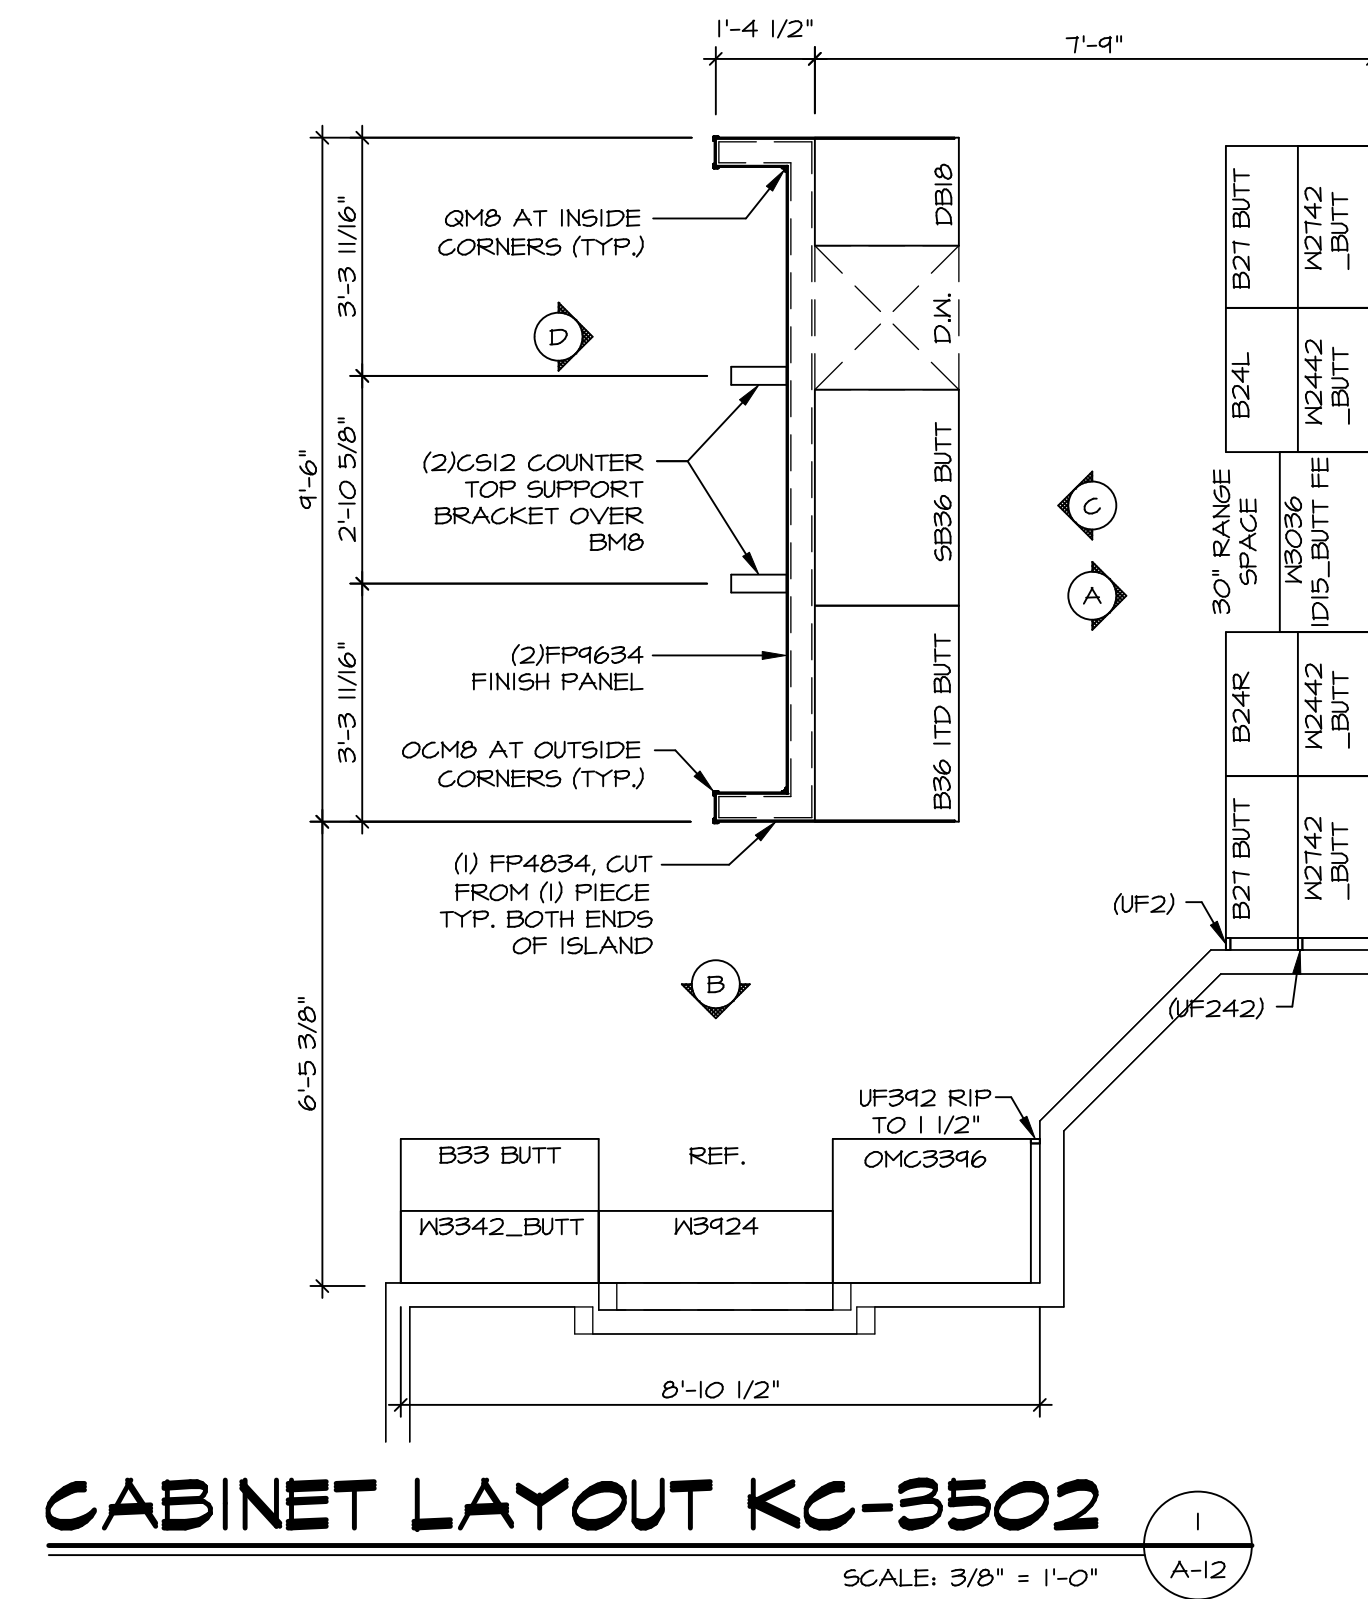 1'-4 1/2"
7'-9"
QM8 AT INSIDE
CORNERS (TYP.)
3'-3 11/16"
D
9'-6"
2'-10 5/8"
(2)CS12 COUNTER
TOP SUPPORT
BRACKET OVER
BM8
3'-3 11/16"
(2)FP9634
FINISH PANEL
OCM8 AT OUTSIDE
CORNERS (TYP.)
(1) FP4834, CUT
FROM (1) PIECE
TYP. BOTH ENDS
OF ISLAND
DB18
D.W.
SB36 BUTT
B36 1TD BUTT
C
A
B27 BUTT
W2742
_BUTT
B24L
W2442
_BUTT
30" RANGE
SPACE
W3036
1D15_BUTT FE
B24R
W2442
_BUTT
B27 BUTT
W2742
_BUTT
(UF2)
(UF242)
B
6'-5 3/8"
UF392 RIP
TO 1 1/2"
B33 BUTT
REF.
OMC3396
W3342_BUTT
W3924
8'-10 1/2"
CABINET LAYOUT KC-3502
1
A-12
SCALE: 3/8" = 1'-0"